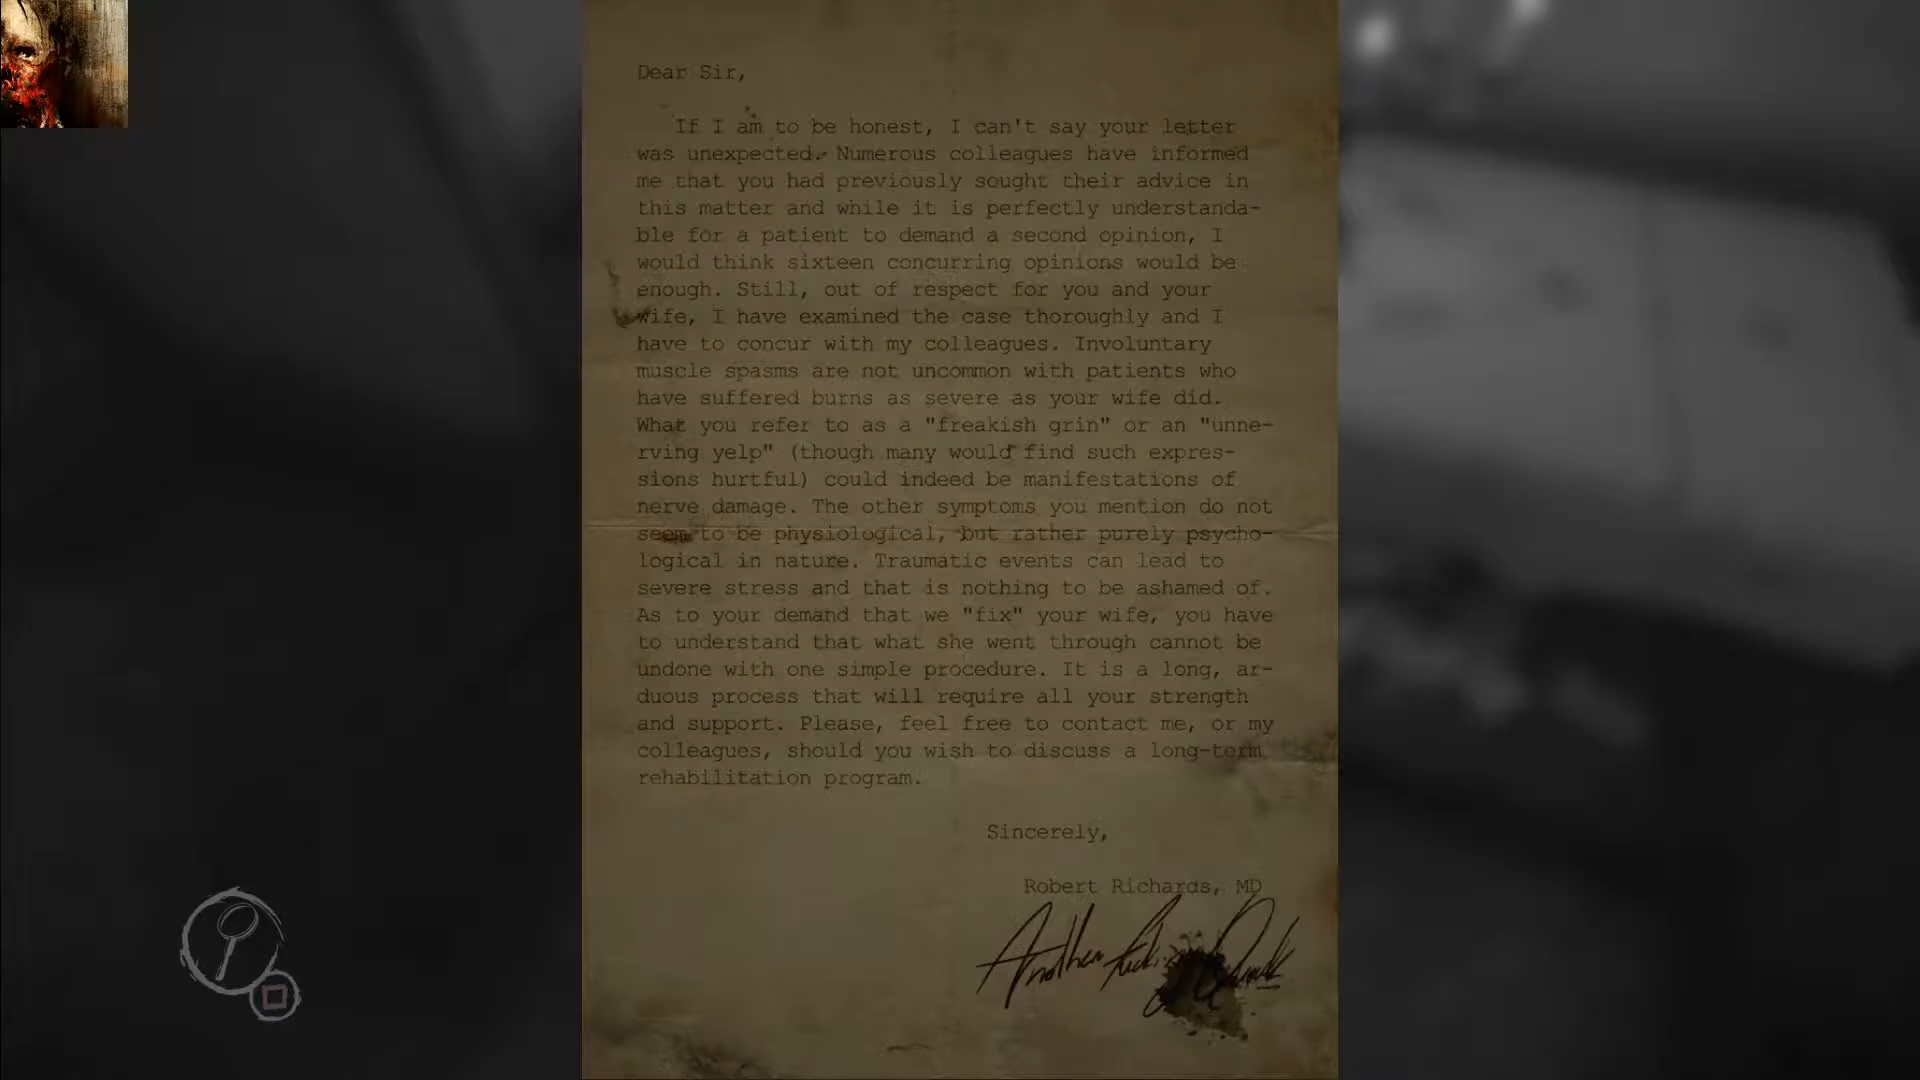 Dear Sir,
If I am to be honest, I can't say your letter
was unexpected. Numerous colleagues have informed
me that you had previously sought their advice in
this matter and while it is perfectly understanda-
ble for a patient to demand a second opinion, I
would think sixteen concurring opinions would be
enough. Still, out of respect for you and your
wife, I have examined the case thoroughly and I
have to concur with my colleagues. Involuntary
muscle spasms are not uncommon with patients who
have suffered burns as severe as your wife did.
What you refer to as a "freakish grin" or an "unne-
rving yelp" (though many would find such expres-
sions hurtful) could indeed be manifestations of
nerve damage. The other symptoms you mention do not
seem to be physiological, but rather purely psycho-
logical in nature. Traumatic events can lead to
severe stress and that is nothing to be ashamed of.
As to your demand that we "fix" your wife, you have
to understand that what she went through cannot be
undone with one simple procedure. It is a long, ar-
duous process that will require all your strength
and support. Please, feel free to contact me, or my
colleagues, should you wish to discuss a long-term
rehabilitation program.
Sincerely,
Robert Richards, MD
Another